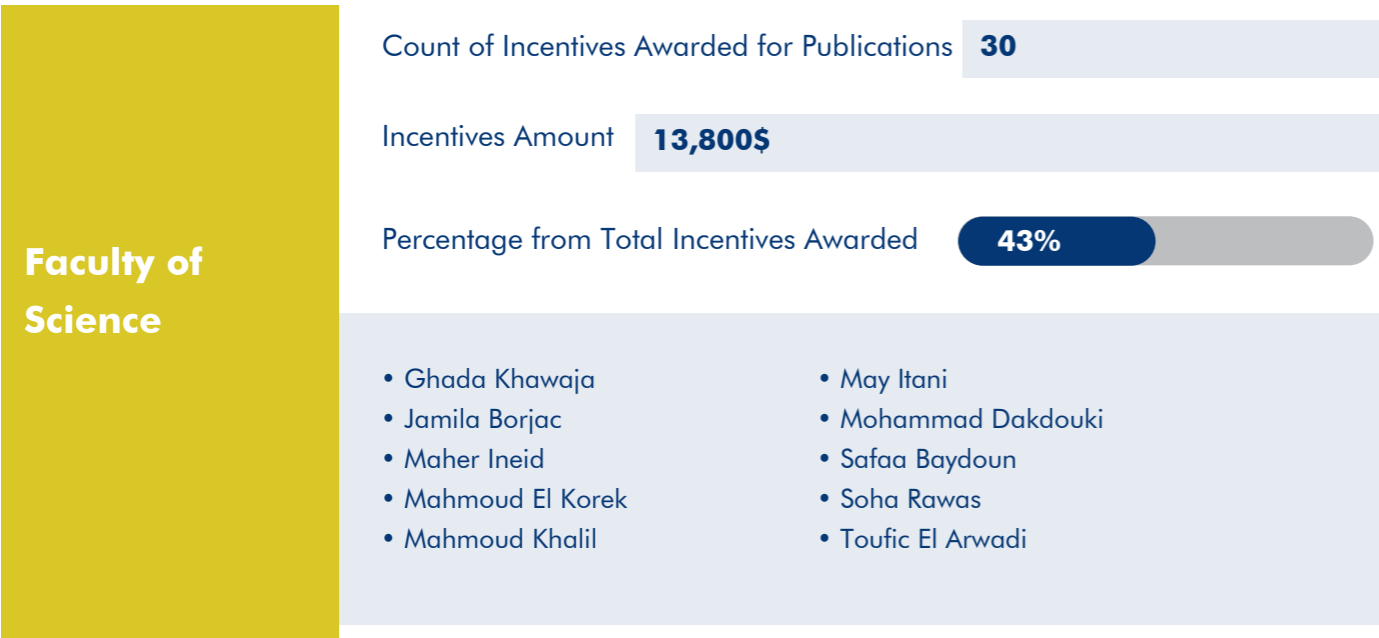 Faculty of
Science
Count of Incentives Awarded for Publications 30
Incentives Amount 13,800$
Percentage from Total Incentives Awarded 43%
• Ghada Khawaja
• Jamila Borjac
• Maher Ineid
• Mahmoud El Korek
• Mahmoud Khalil
• May Itani
• Mohammad Dakdouki
• Safaa Baydoun
• Soha Rawas
• Toufic El Arwadi